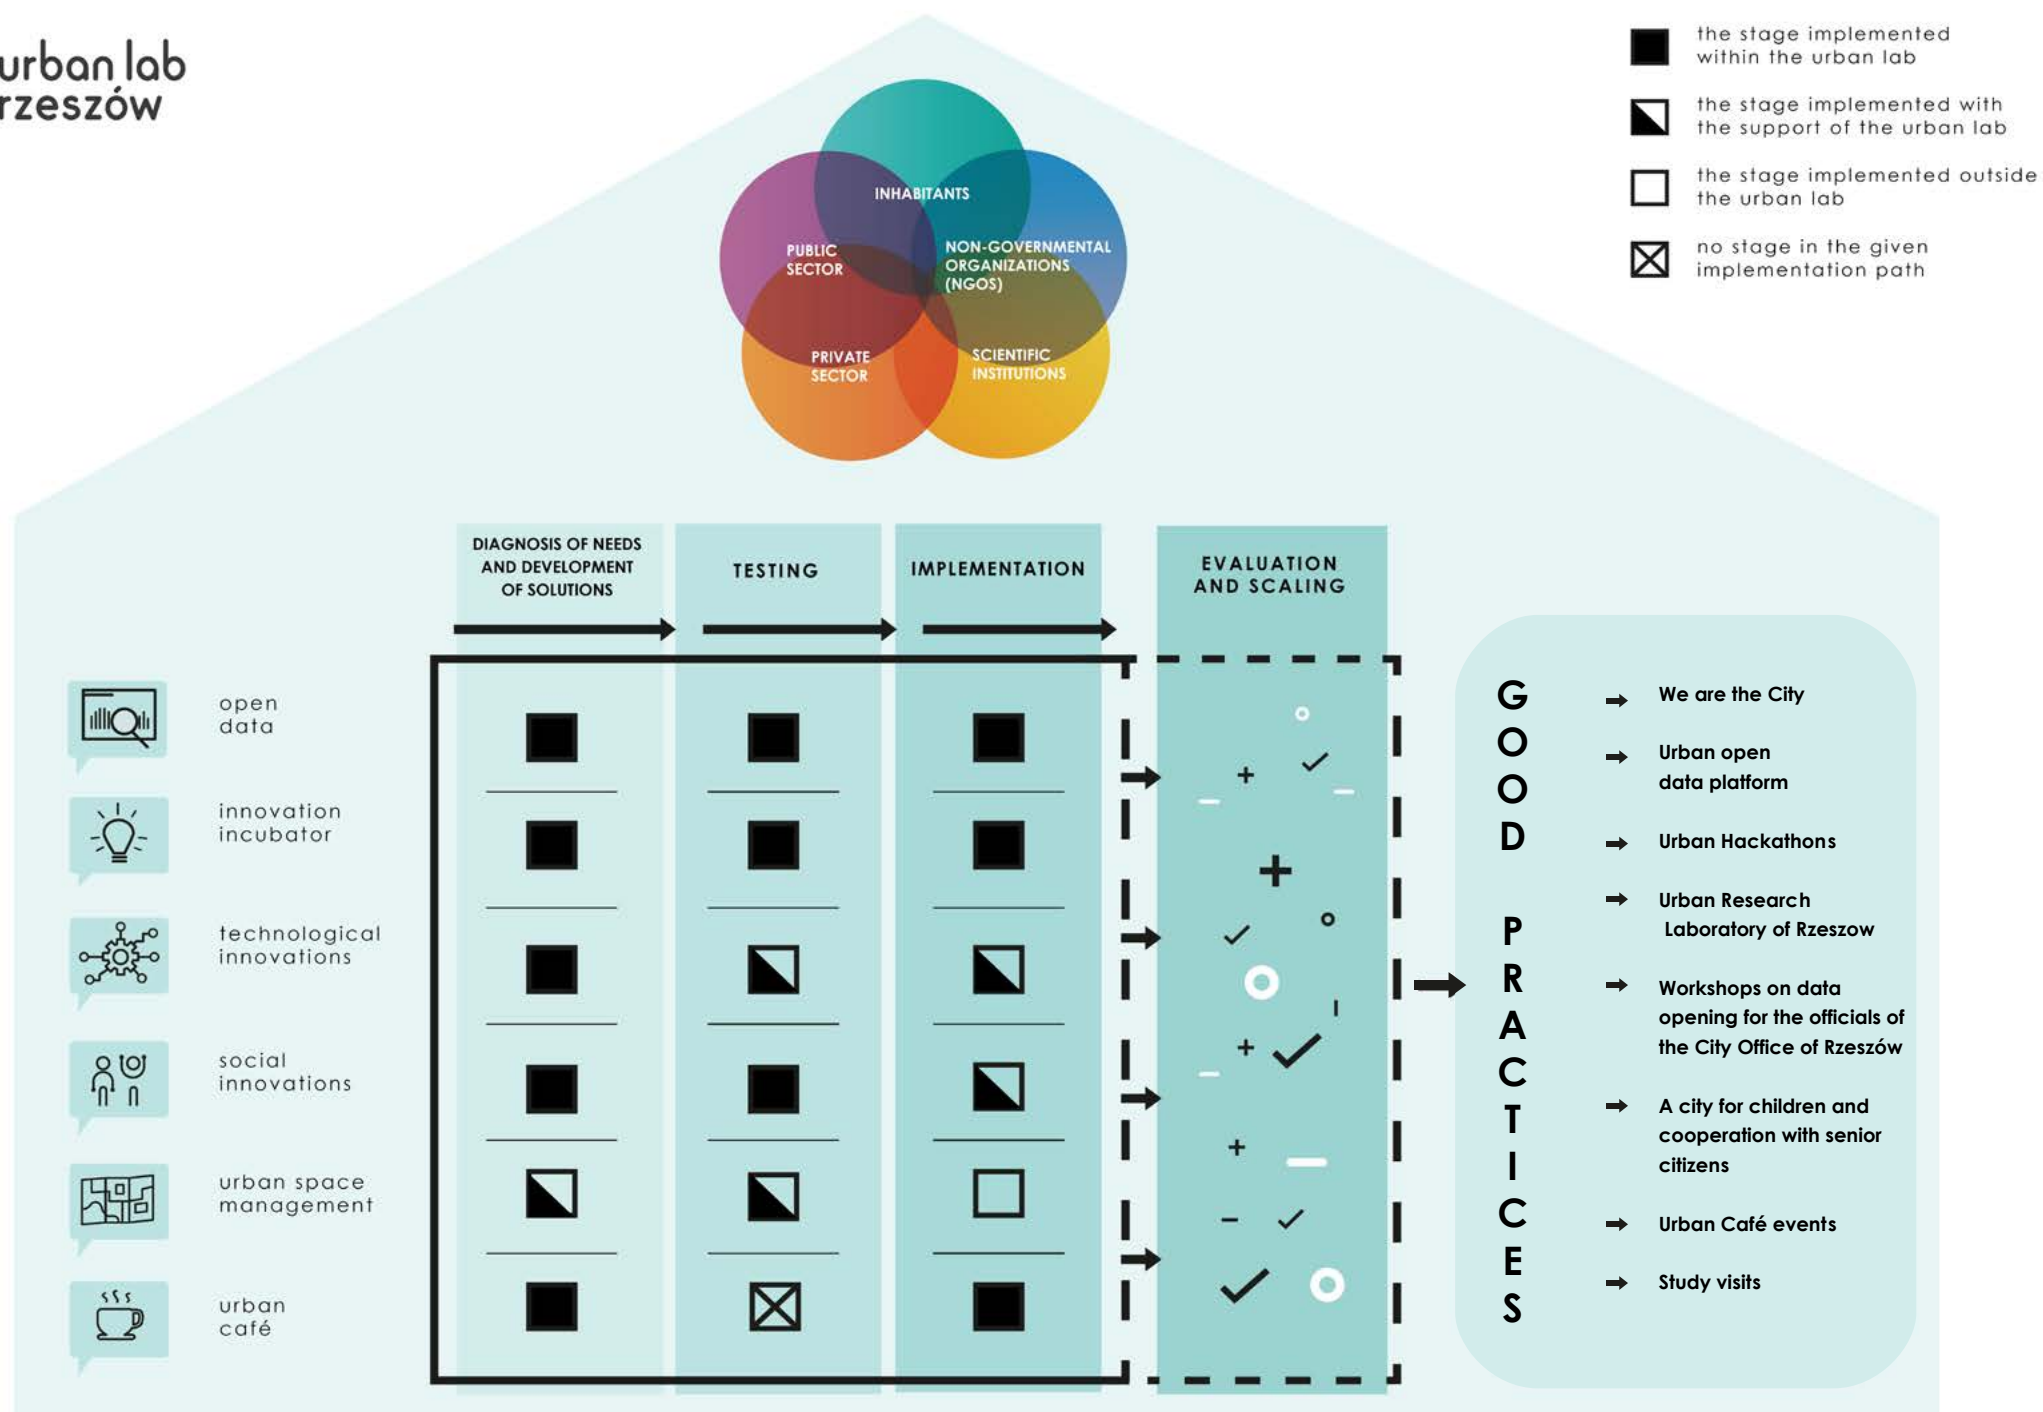 urban lab
rzeszów
the stage implemented
within the urban lab
the stage implemented with
the support of the urban lab
the stage implemented outside
the urban lab
no stage in the given
implementation path
INHABITANTS
PUBLIC
SECTOR
NON-GOVERNMENTAL
ORGANIZATIONS
(NGOS)
PRIVATE
SECTOR
SCIENTIFIC
INSTITUTIONS
DIAGNOSIS OF NEEDS
AND DEVELOPMENT
OF SOLUTIONS
TESTING
IMPLEMENTATION
EVALUATION
AND SCALING
open
data
innovation
incubator
technological
innovations
social
innovations
urban space
management
urban
café
GOOD PRACTICES
We are the City
Urban open
data platform
Urban Hackathons
Urban Research
Laboratory of Rzeszow
Workshops on data
opening for the officials of
the City Office of Rzeszów
A city for children and
cooperation with senior
citizens
Urban Café events
Study visits